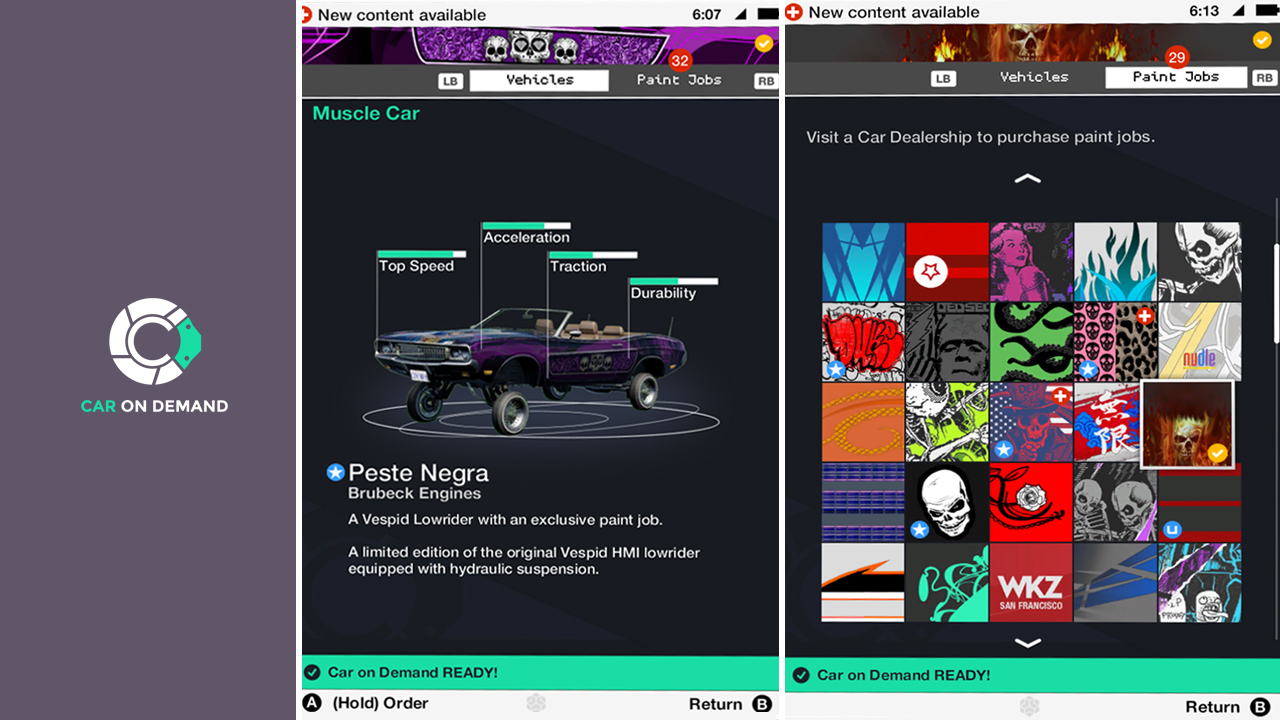 CAR ON DEMAND
New content available
6:07
32
LB
Vehicles
Paint Jobs
RB
Muscle Car
Acceleration
Top Speed
Traction
Durability
Peste Negra
Brubeck Engines
A Vespid Lowrider with an exclusive paint job.
A limited edition of the original Vespid HMI lowrider
equipped with hydraulic suspension.
Car on Demand READY!
A
(Hold) Order
Return
B
New content available
6:13
29
LB
Vehicles
Paint Jobs
RB
Visit a Car Dealership to purchase paint jobs.
DEDSEC
nudle
無
限
WKZ
SAN FRANCISCO
Car on Demand READY!
Return
B